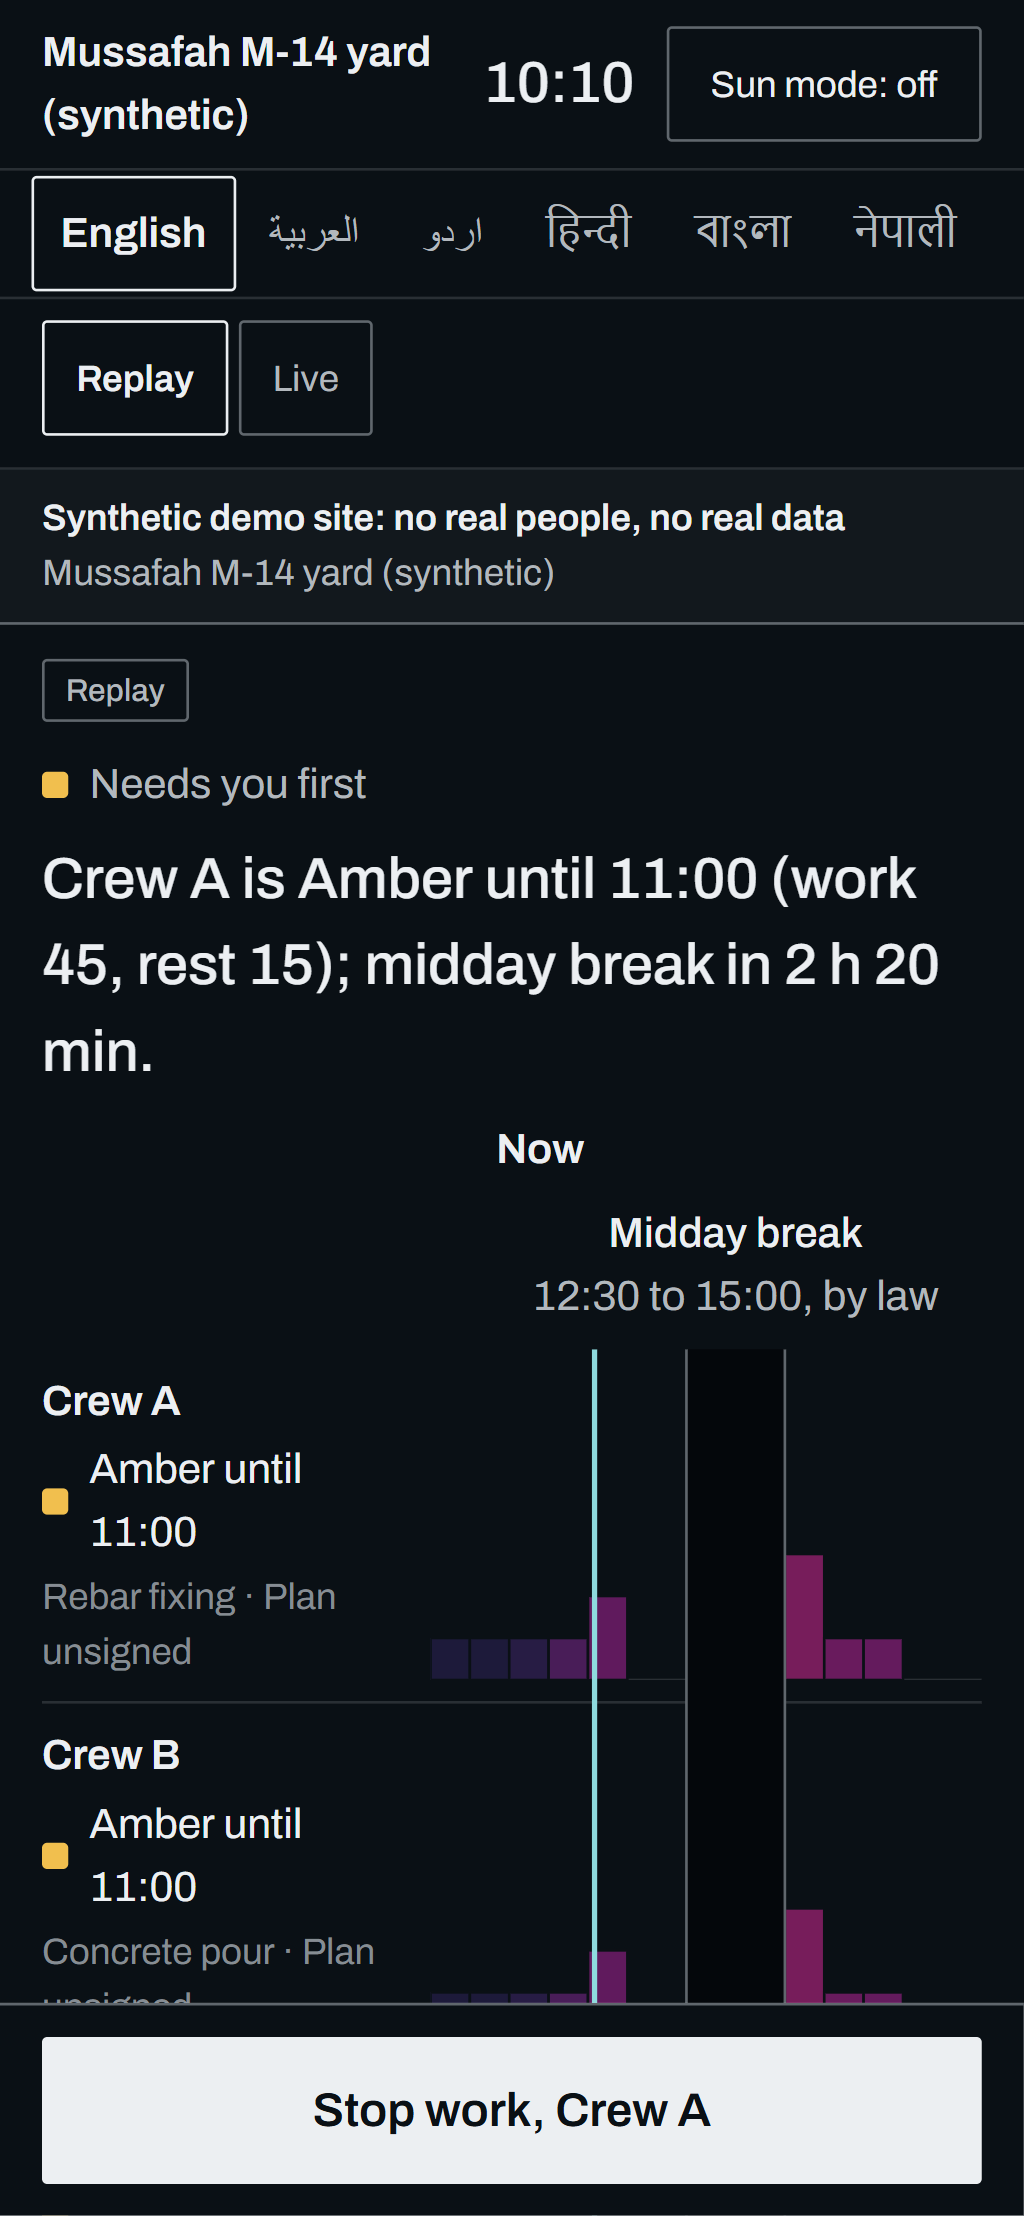 Mussafah M-14 yard
(synthetic)
10:10
Sun mode: off
English
العربية
اردو
हिन्दी
বাংলা
नेपाली
Replay
Live
Synthetic demo site: no real people, no real data
Mussafah M-14 yard (synthetic)
Replay
Needs you first
Crew A is Amber until 11:00 (work
45, rest 15); midday break in 2 h 20
min.
Now
Midday break
12:30 to 15:00, by law
Crew A
Amber until
11:00
Rebar fixing · Plan
unsigned
Crew B
Amber until
11:00
Concrete pour · Plan
unsigned
Stop work, Crew A